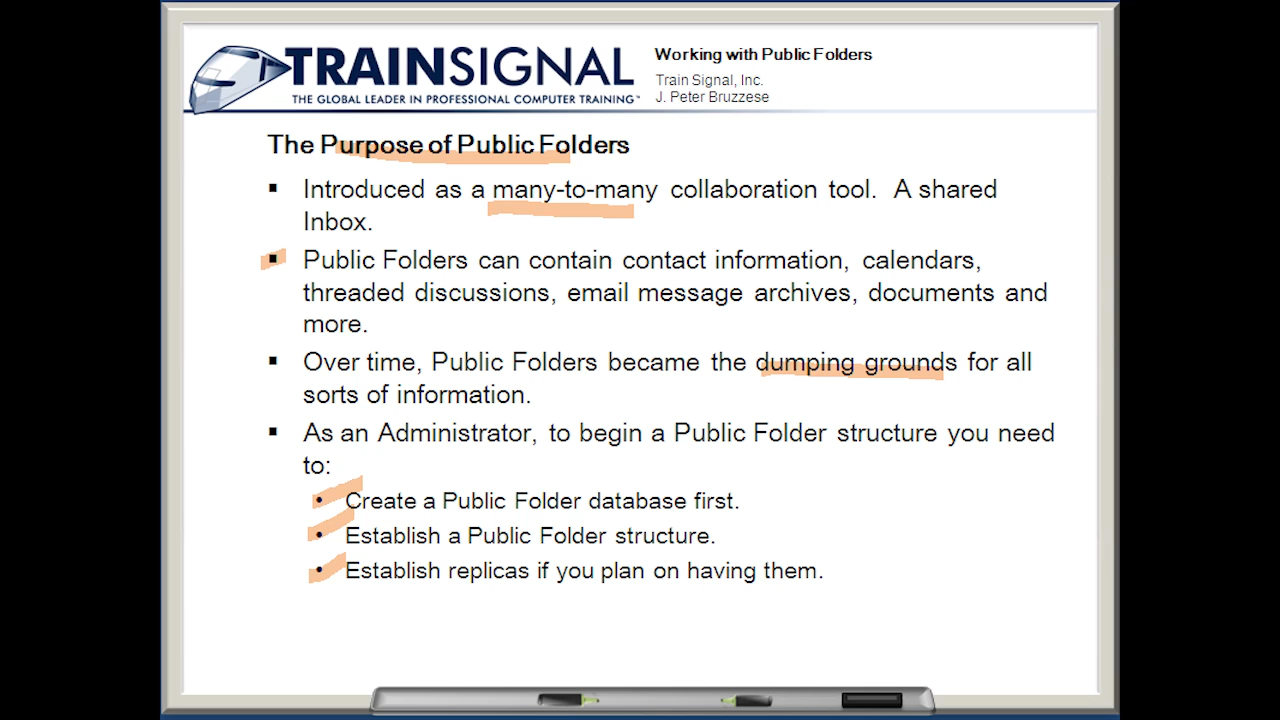 TRAINSIGNAL
THE GLOBAL LEADER IN PROFESSIONAL COMPUTER TRAINING™
Working with Public Folders
Train Signal, Inc.
J. Peter Bruzzese
The Purpose of Public Folders
▪ Introduced as a many-to-many collaboration tool. A shared
Inbox.
▪ Public Folders can contain contact information, calendars,
threaded discussions, email message archives, documents and
more.
▪ Over time, Public Folders became the dumping grounds for all
sorts of information.
▪ As an Administrator, to begin a Public Folder structure you need
to:
• Create a Public Folder database first.
• Establish a Public Folder structure.
• Establish replicas if you plan on having them.